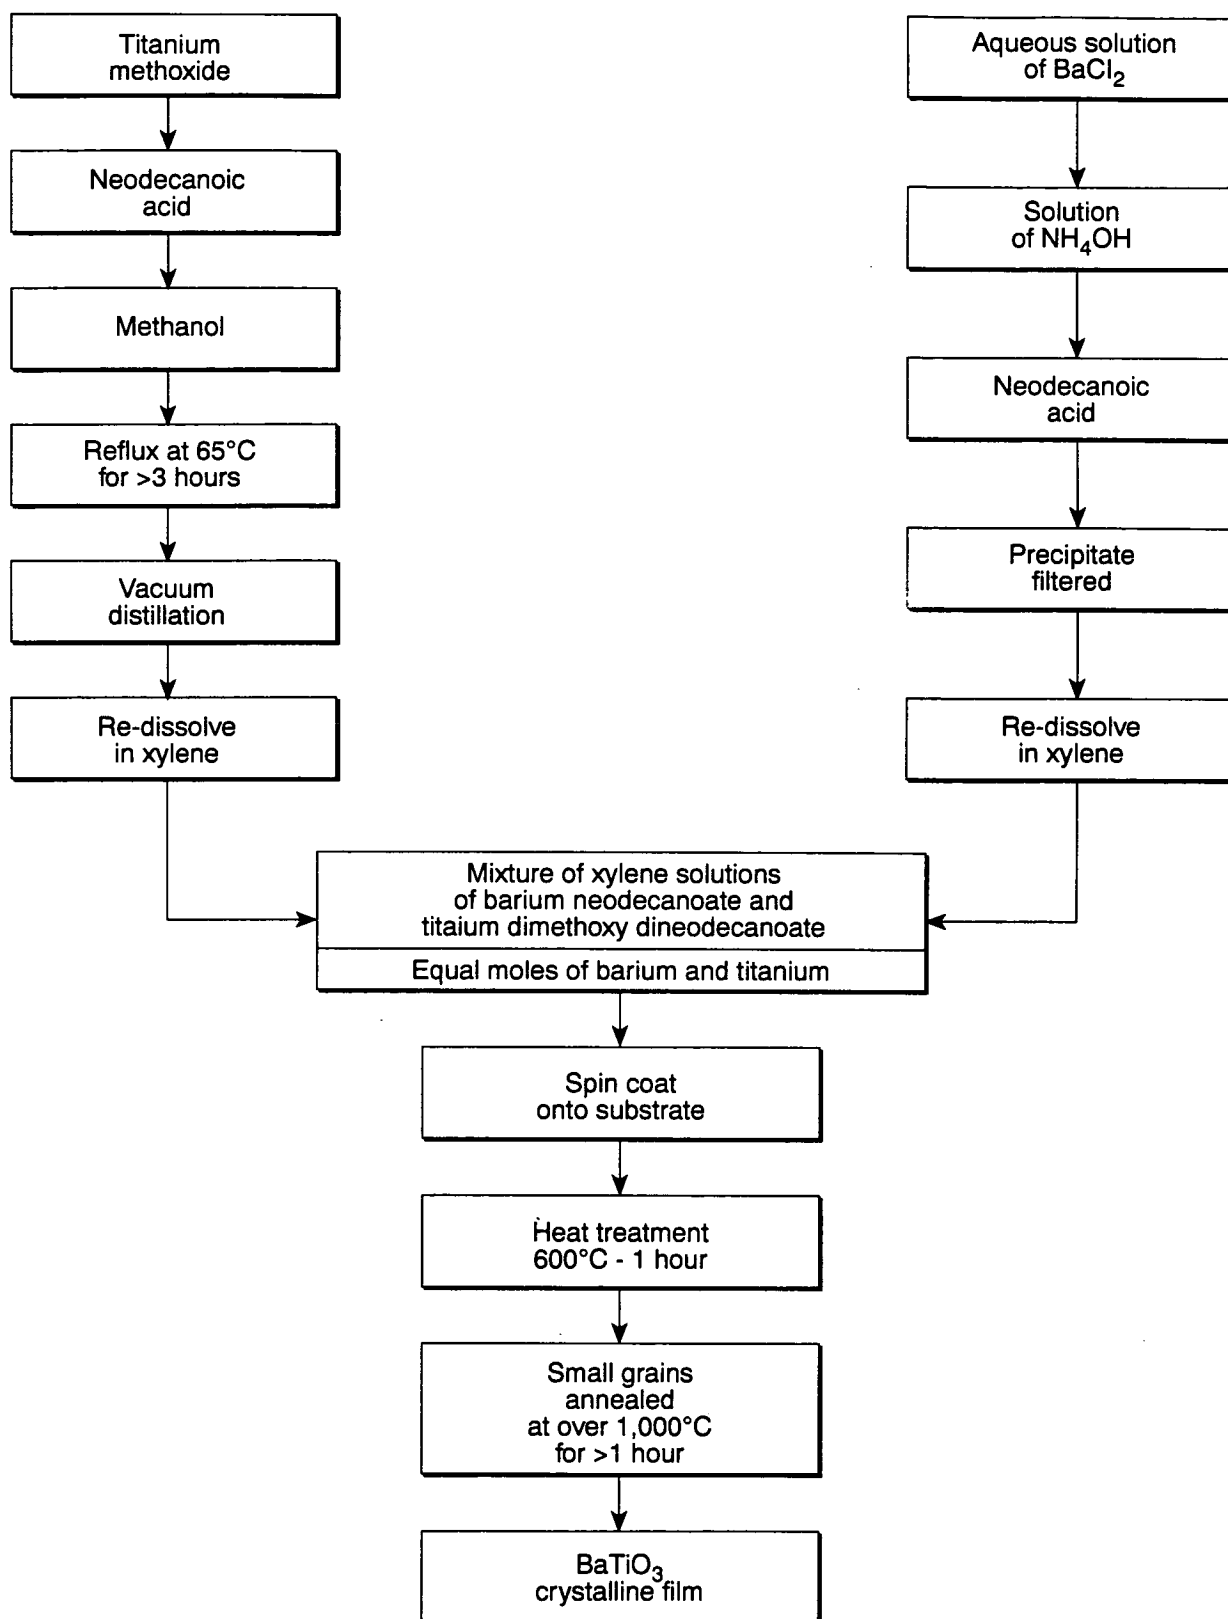 Titanium
methoxide
Neodecanoic
acid
Methanol
Reflux at 65°C
for >3 hours
Vacuum
distillation
Re-dissolve
in xylene
Aqueous solution
of BaCl₂
Solution
of NH₄OH
Neodecanoic
acid
Precipitate
filtered
Re-dissolve
in xylene
Mixture of xylene solutions
of barium neodecanoate and
titaium dimethoxy dineodecanoate
Equal moles of barium and titanium
Spin coat
onto substrate
Heat treatment
600°C - 1 hour
Small grains
annealed
at over 1,000°C
for >1 hour
BaTiO₃
crystalline film